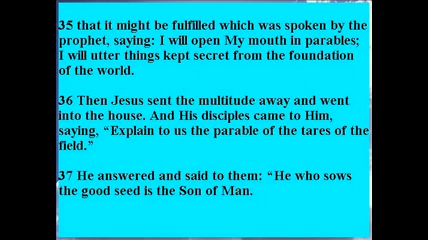 35 that it might be fulfilled which was spoken by the
prophet, saying: I will open My mouth in parables;
I will utter things kept secret from the foundation
of the world.
36 Then Jesus sent the multitude away and went
into the house. And His disciples came to Him,
saying, “Explain to us the parable of the tares of the
field.”
37 He answered and said to them: “He who sows
the good seed is the Son of Man.